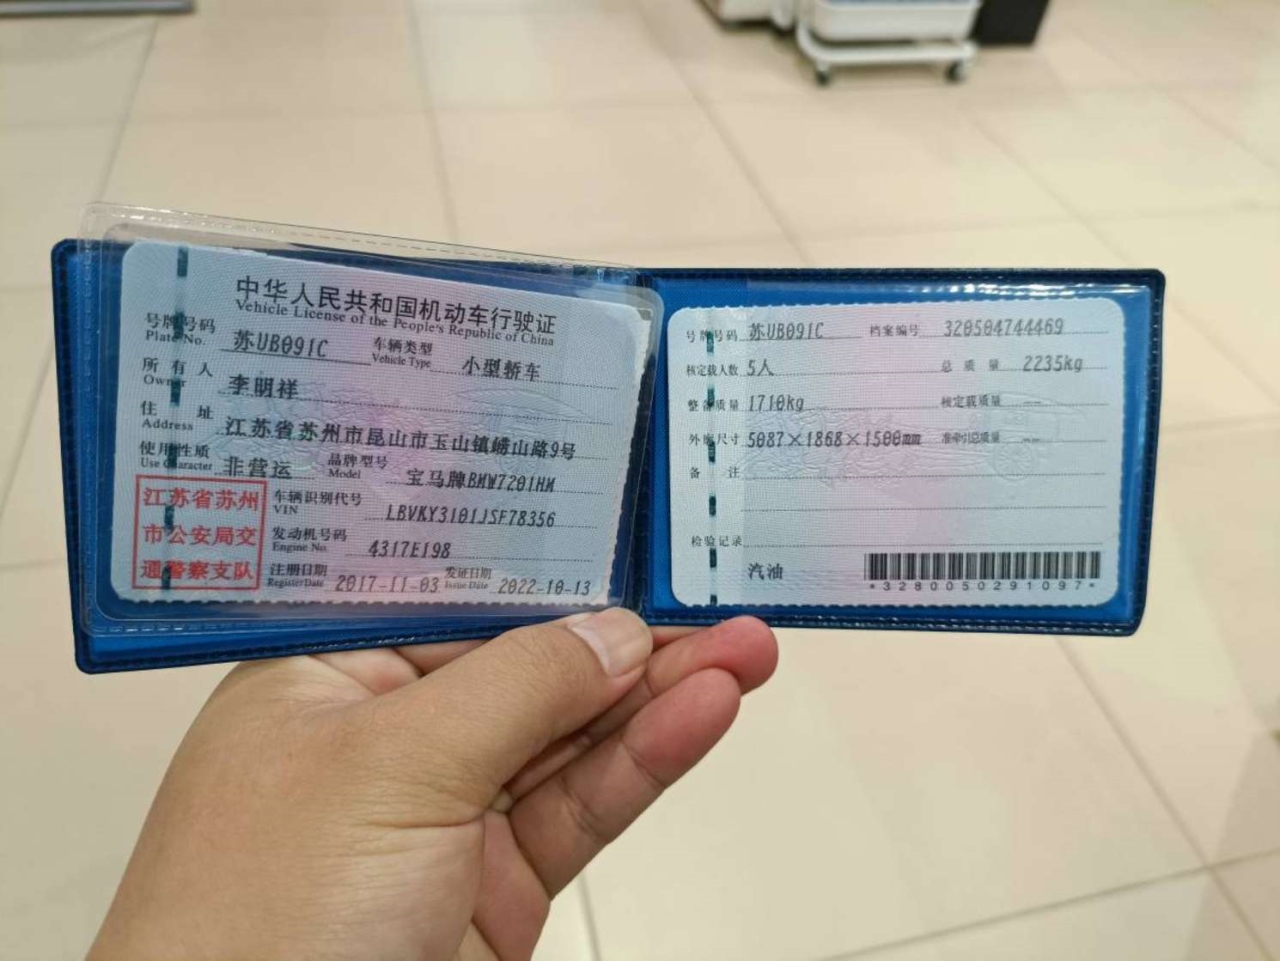 中华人民共和国机动车行驶证
Vehicle License of the People's Republic of China
号牌号码 苏UB091C 车辆类型 小型轿车
Plate No. Vehicle Type
所有人 李明祥
Owner
住址 江苏省苏州市昆山市玉山镇嵋山路9号
Address
使用性质 非营运 品牌型号 宝马牌BMW7201HM
Use Character Model
江苏省苏州
市公安局交
通警察支队
车辆识别代号 LBVKY3101JSF78356
VIN
发动机号码 4317E198
Engine No.
注册日期 2017-11-03 发证日期 2022-10-13
Register Date Issue Date
号牌号码 苏UB091C 档案编号 320504744469
核定载人数 5人 总质量 2235kg
整备质量 1710kg 核定载质量 --
外廓尺寸 5087×1868×1500mm 准牵引总质量 --
备注
检验记录
汽油
*3280050291097*